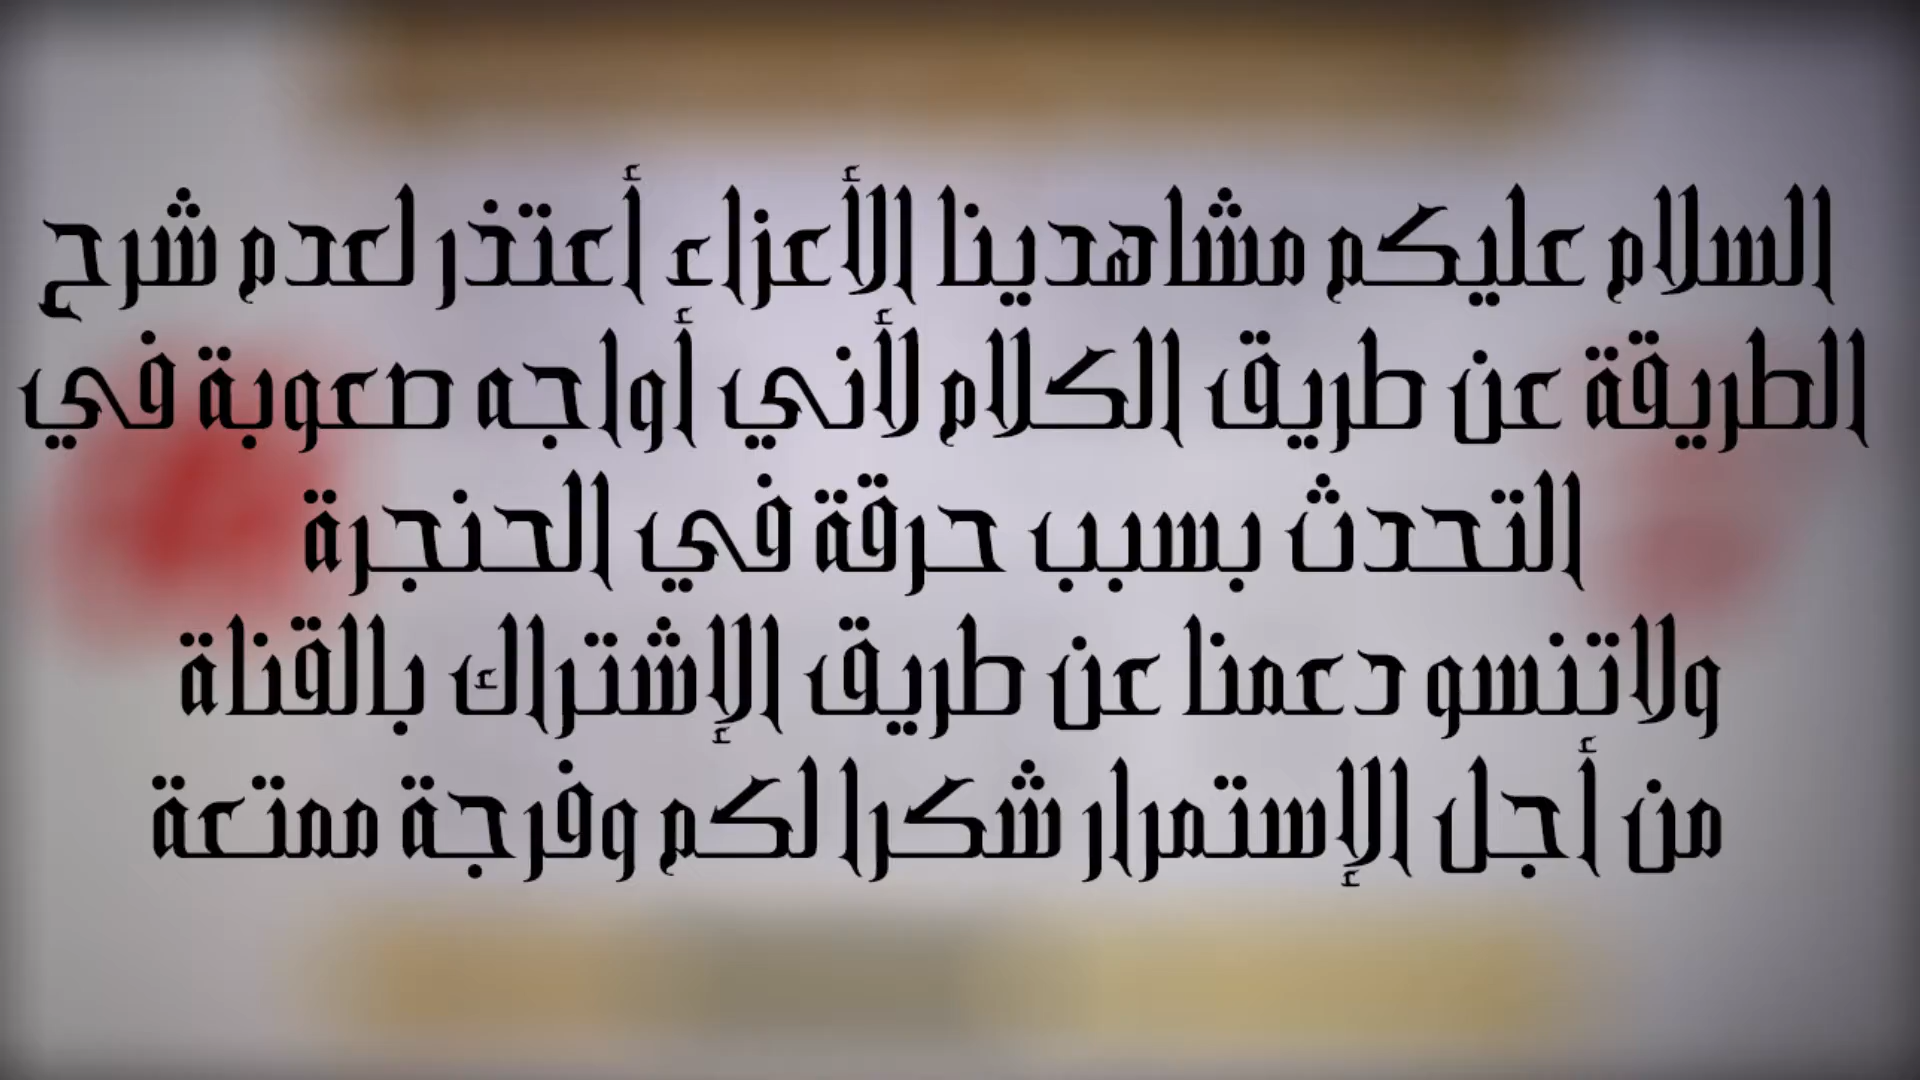 السلام عليكم مشاهدينا الأعزاء أعتذر لعدم شرح
الطريقة عن طريق الكلام لأني أواجه صعوبة في
التحدث بسبب حرقة في الحنجرة
ولاتنسو دعمنا عن طريق الإشتراك بالقناة
من أجل الإستمرار شكرا لكم وفرجة ممتعة